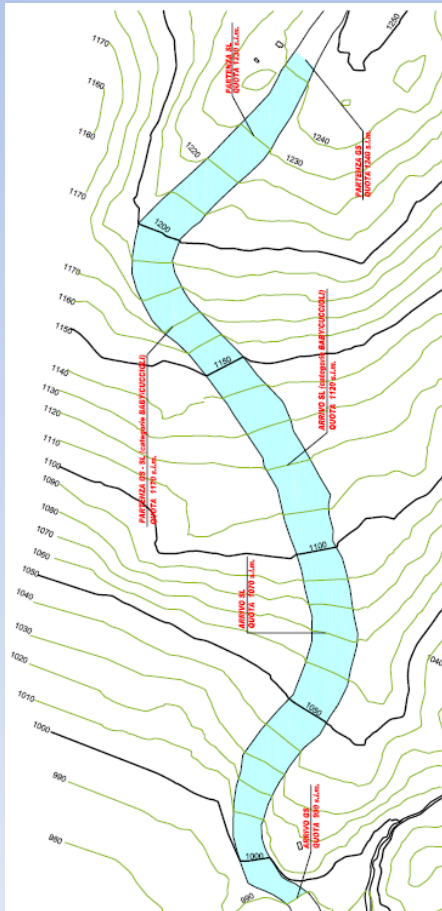 1250
1170
1160
1160
1170
PARTENZA SL
QUOTA 1230 s.l.m.
1240
1230
1220
PARTENZA GS
QUOTA 1240 s.l.m.
1200
1170
1160
1150
1150
1140
1130
1120
1110
1100
1090
1080
1070
1060
1050
1040
1030
1020
1010
1000
990
980
PARTENZA GS - SL (categorie BABY/CUCCIOLI)
QUOTA 1170 s.l.m.
ARRIVO SL (categorie BABY/CUCCIOLI)
QUOTA 1120 s.l.m.
1100
ARRIVO SL
QUOTA 1070 s.l.m.
1040
1050
ARRIVO GS
QUOTA 990 s.l.m.
1000
990